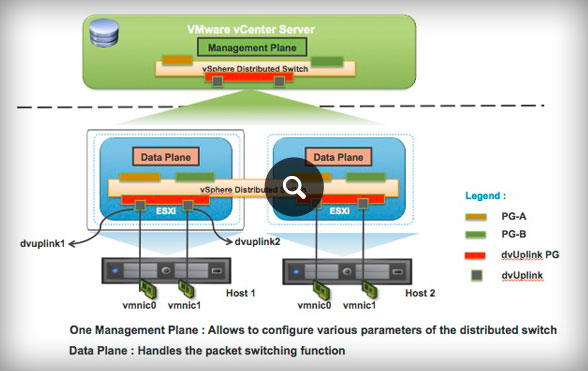 VMware vCenter Server
Management Plane
vSphere Distributed Switch
Data Plane
Data Plane
vSphere Distributed Switch
ESXI
ESXI
dvuplink1
dvuplink2
Host 1
Host 2
vmnic0
vmnic1
vmnic0
vmnic1
Legend :
PG-A
PG-B
dvUplink PG
dvUplink
One Management Plane : Allows to configure various parameters of the distributed switch
Data Plane : Handles the packet switching function